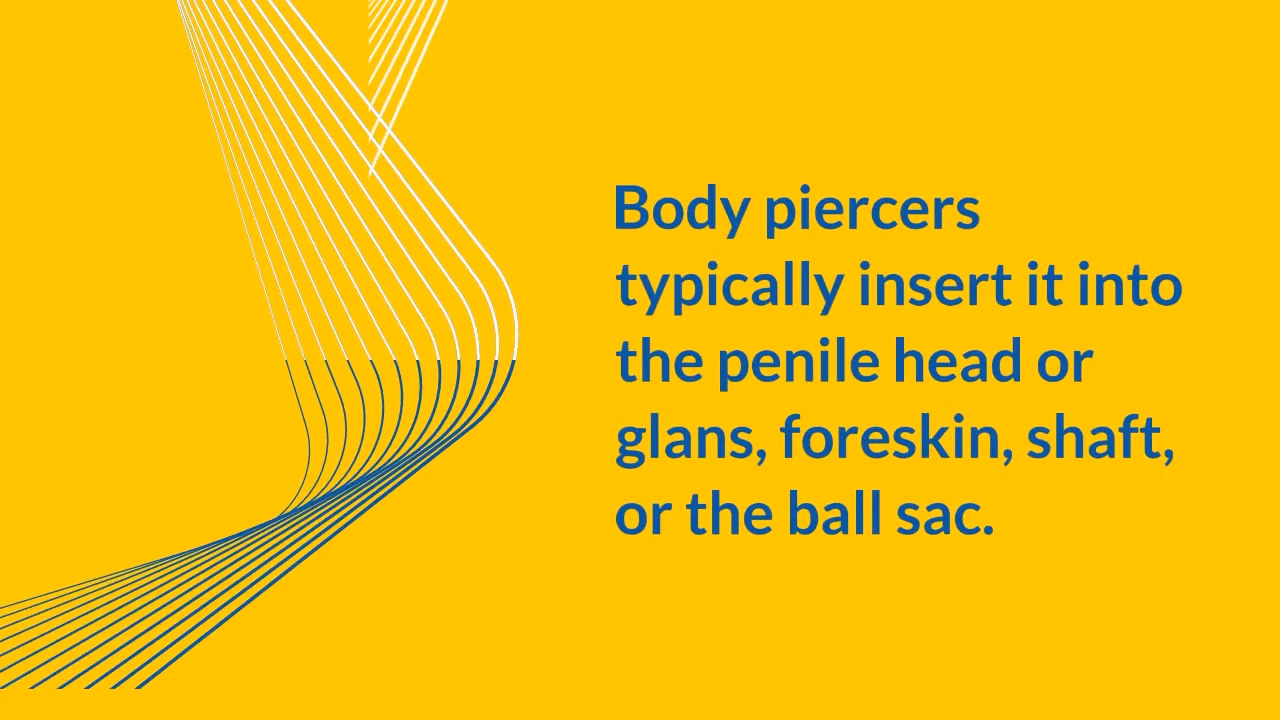 Body piercers
typically insert it into
the penile head or
glans, foreskin, shaft,
or the ball sac.